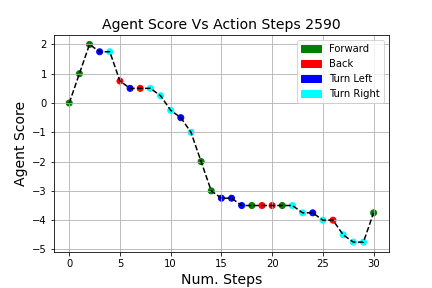 Agent Score Vs Action Steps 2590
Agent Score
2
1
0
−1
−2
−3
−4
−5
Forward
Back
Turn Left
Turn Right
0 5 10 15 20 25 30
Num. Steps